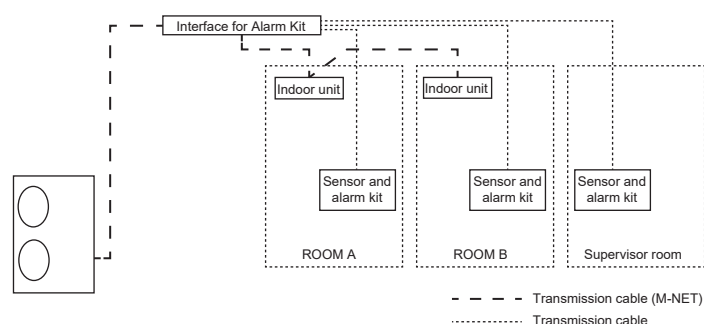 Interface for Alarm Kit
Indoor unit
Indoor unit
Sensor and
alarm kit
Sensor and
alarm kit
Sensor and
alarm kit
ROOM A
ROOM B
Supervisor room
Transmission cable (M-NET)
Transmission cable